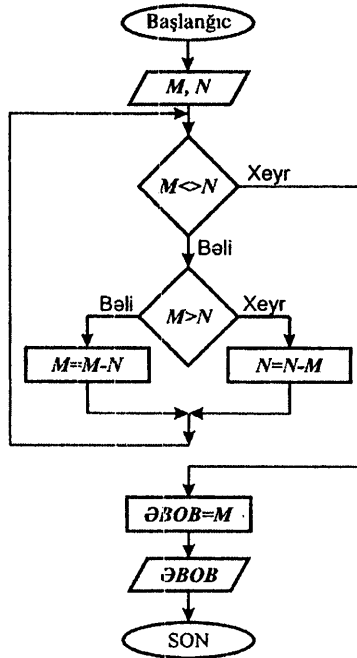 Başlanğıc
M, N
M<>N
Xeyr
Bəli
Bəli
M>N
Xeyr
M=M-N
N=N-M
ƏBOB=M
ƏBOB
SON